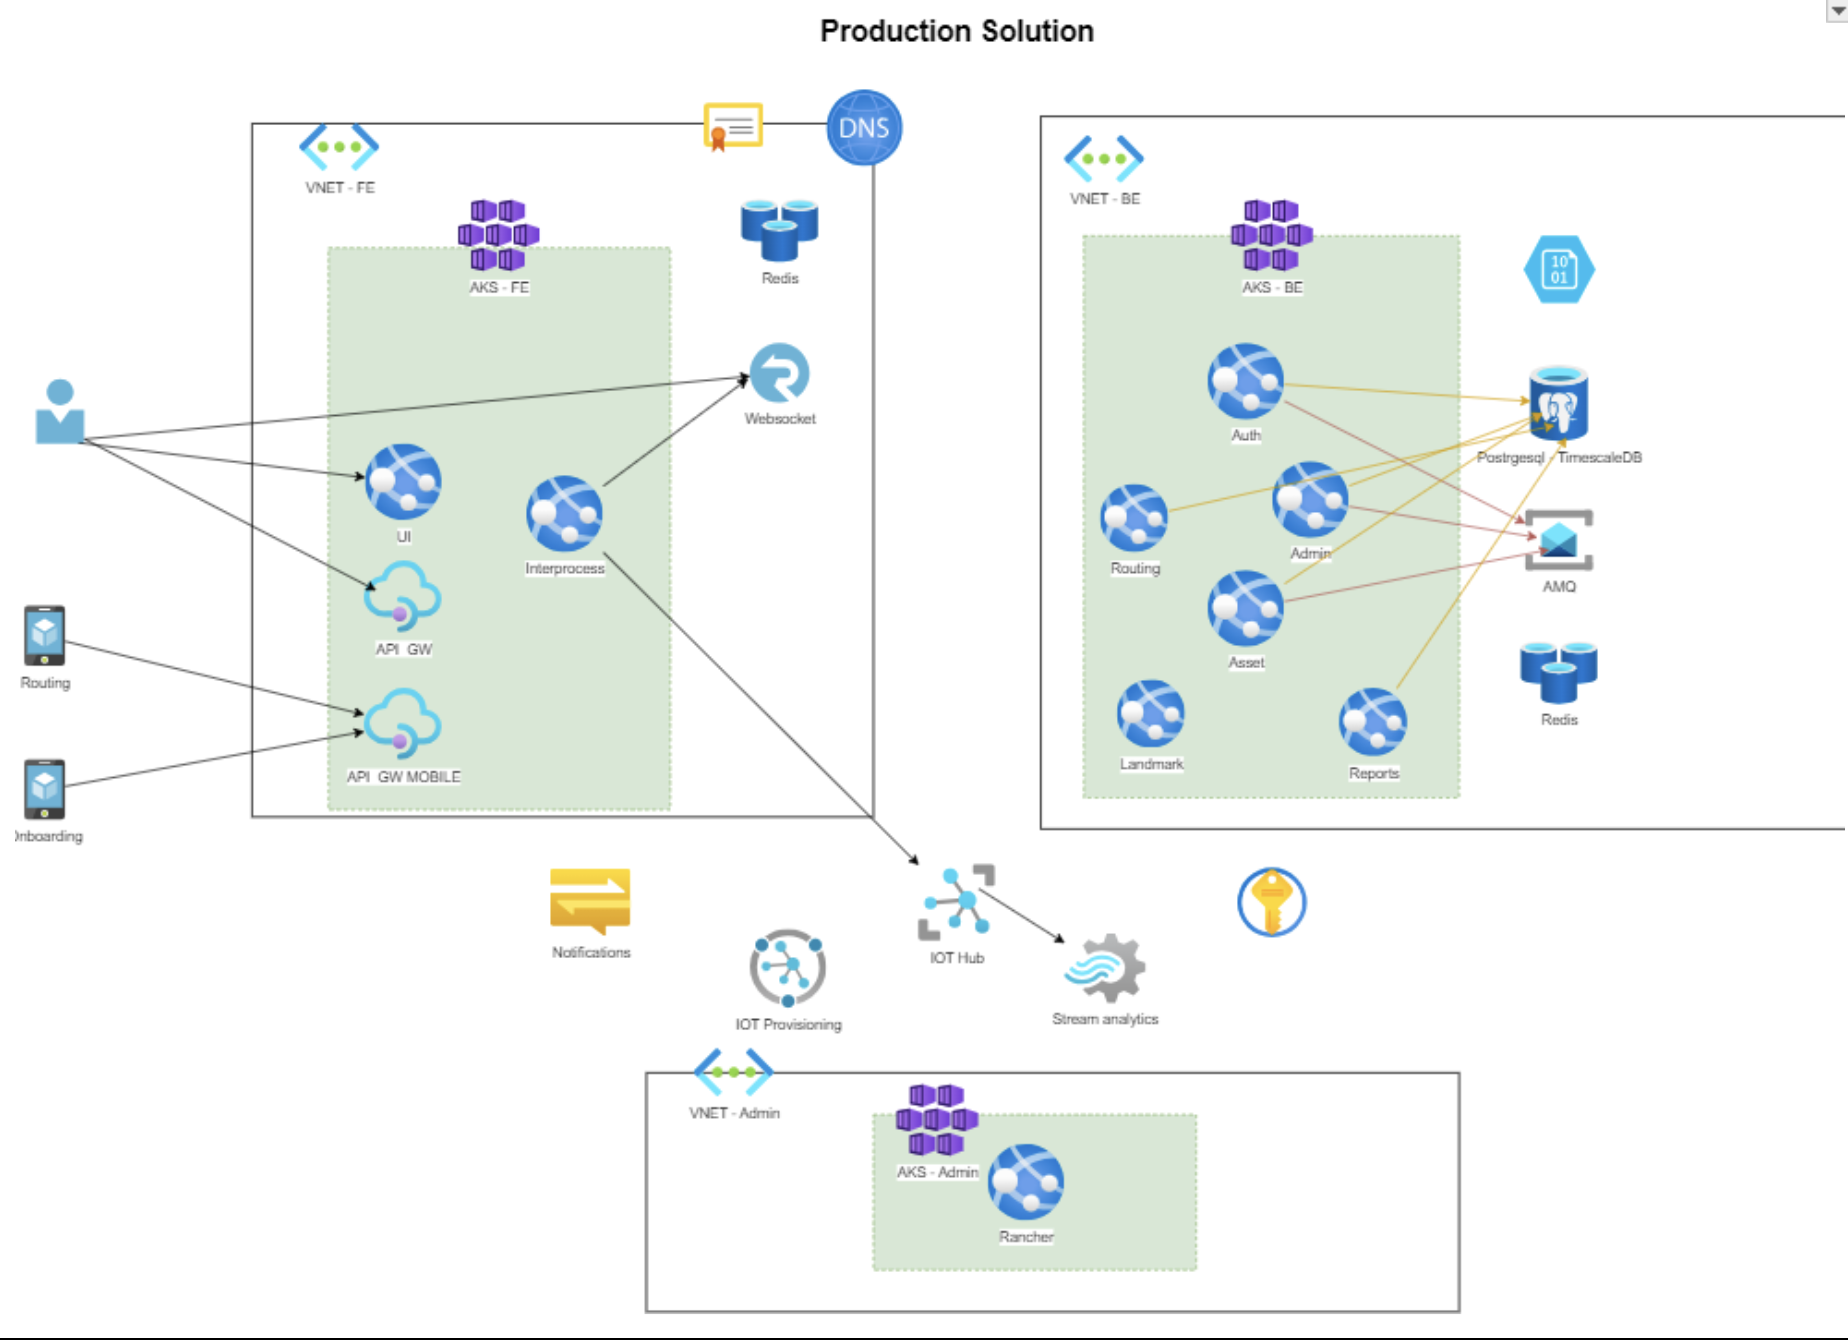 Production Solution
DNS
VNET - FE
AKS - FE
Redis
Websocket
UI
Interprocess
API GW
API GW MOBILE
Routing
Onboarding
VNET - BE
AKS - BE
10
01
Auth
Postrgesql - TimescaleDB
Routing
Admin
AMQ
Asset
Redis
Landmark
Reports
Notifications
IOT Hub
IOT Provisioning
Stream analytics
VNET - Admin
AKS - Admin
Rancher